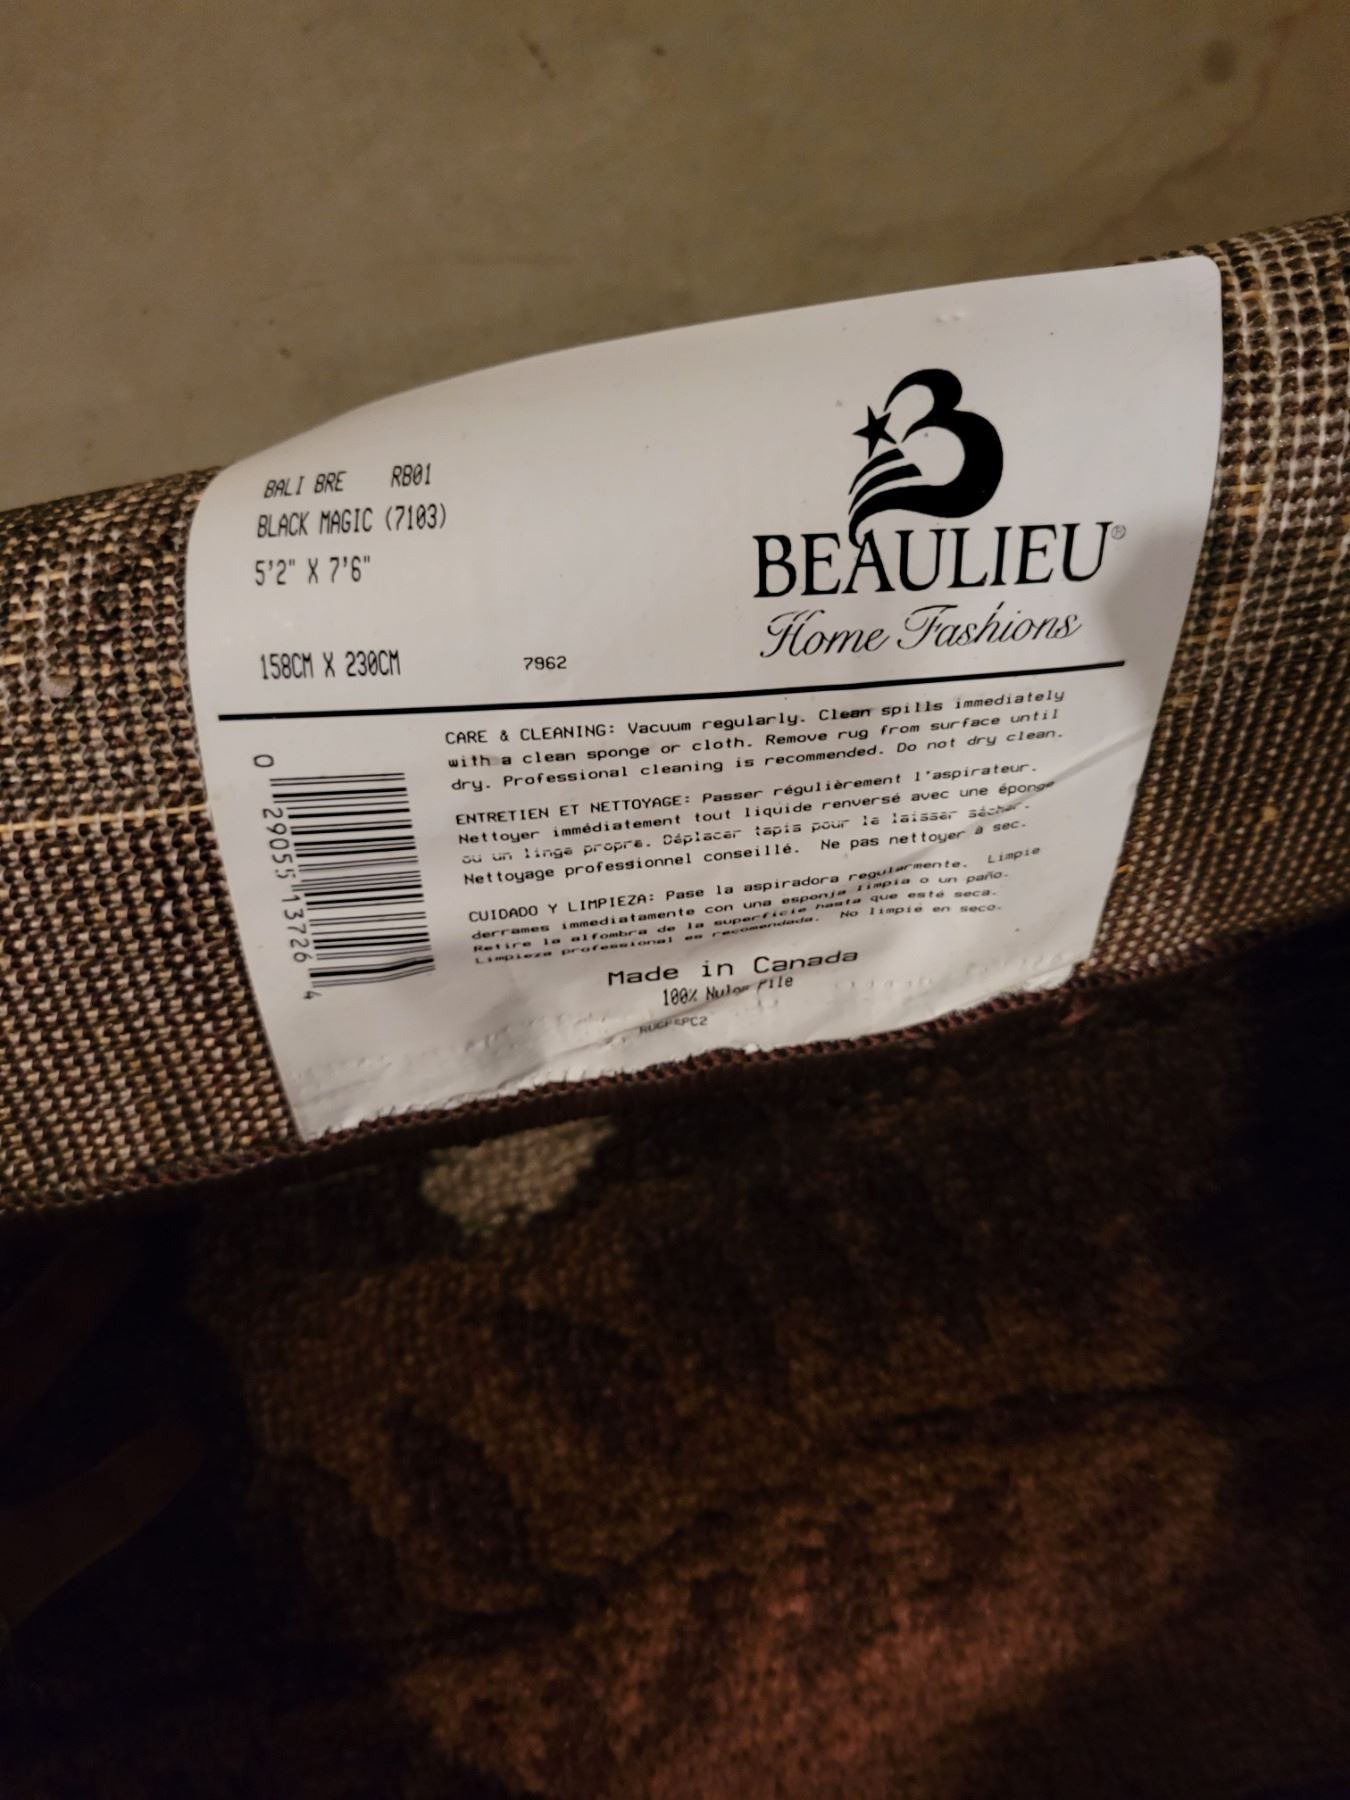 BALI BRE RB01
BLACK MAGIC (7103)
5'2" X 7'6"
158CM X 230CM
7962
BEAULIEU®
Home Fashions
CARE & CLEANING: Vacuum regularly. Clean spills immediately
with a clean sponge or cloth. Remove rug from surface until
dry. Professional cleaning is recommended. Do not dry clean.
ENTRETIEN ET NETTOYAGE: Passer régulièrement l'aspirateur.
Nettoyer immédiatement tout liquide renversé avec une éponge
ou un linge propre. Déplacer tapis pour le laisser sécher.
Nettoyage professionnel conseillé. Ne pas nettoyer à sec.
CUIDADO Y LIMPIEZA: Pase la aspiradora regularmente. Limpie
derrames immediatamente con una esponja limpia o un paño.
Retire la alfombra de la superficie hasta que esté seca.
Limpieza professional es recomendada. No limpie en seco.
0 29055 13726 4
Made in Canada
100% Nylon Pile